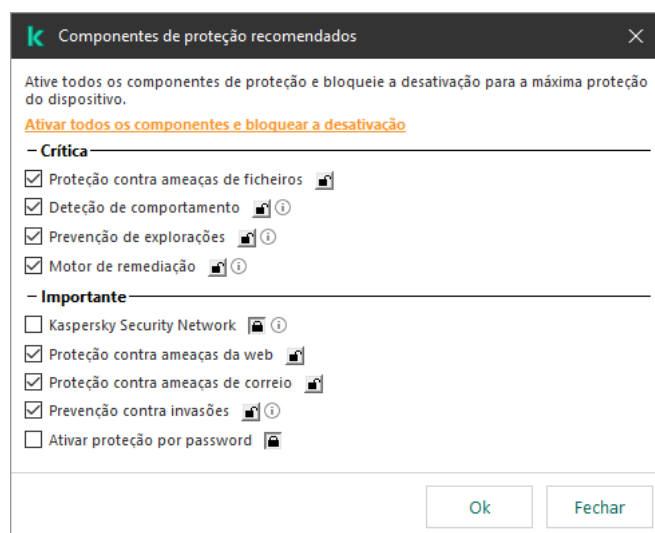 Componentes de proteção recomendados
Ative todos os componentes de proteção e bloqueie a desativação para a máxima proteção
do dispositivo.
Ativar todos os componentes e bloquear a desativação
– Crítica
Proteção contra ameaças de ficheiros
Deteção de comportamento
Prevenção de explorações
Motor de remediação
– Importante
Kaspersky Security Network
Proteção contra ameaças da web
Proteção contra ameaças de correio
Prevenção contra invasões
Ativar proteção por password
Ok Fechar